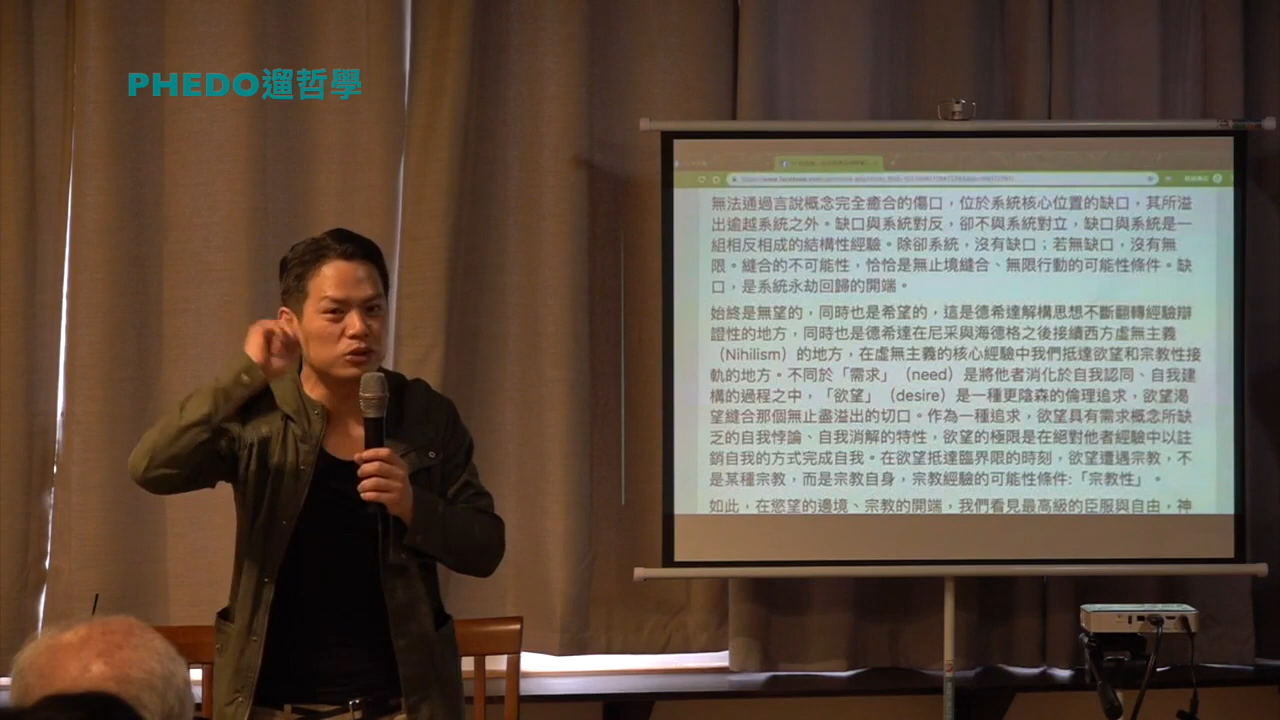 PHEDO遛哲學
無法通過言說概念完全癒合的傷口，位於系統核心位置的缺口，其所溢
出逾越系統之外。缺口與系統對反，卻不與系統對立，缺口與系統是一
組相反相成的結構性經驗。除卻系統，沒有缺口；若無缺口，沒有無
限。縫合的不可能性，恰恰是無止境縫合、無限行動的可能性條件。缺
口，是系統永劫回歸的開端。
始終是無望的，同時也是希望的，這是德希達解構思想不斷翻轉經驗辯
證性的地方，同時也是德希達在尼采與海德格之後接續西方虛無主義
（Nihilism）的地方，在虛無主義的核心經驗中我們抵達欲望和宗教性接
軌的地方。不同於「需求」（need）是將他者消化於自我認同、自我建
構的過程之中，「欲望」（desire）是一種更陰森的倫理追求，欲望渴
望縫合那個無止盡溢出的切口。作為一種追求，欲望具有需求概念所缺
乏的自我悖論、自我消解的特性，欲望的極限是在絕對他者經驗中以註
銷自我的方式完成自我。在欲望抵達臨界限的時刻，欲望遭遇宗教，不
是某種宗教，而是宗教自身，宗教經驗的可能性條件:「宗教性」。
如此，在慾望的邊境、宗教的開端，我們看見最高級的臣服與自由，神